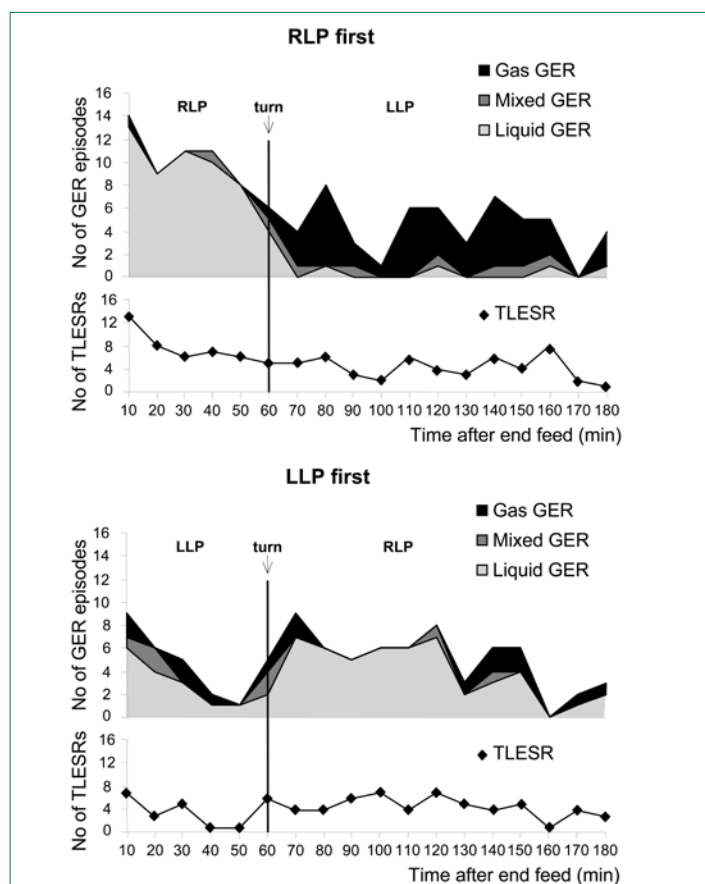 RLP first
Gas GER
Mixed GER
Liquid GER
RLP turn LLP
No of GER episodes
16
14
12
10
8
6
4
2
0
TLESR
No of TLESRs
16
12
8
4
0
10 20 30 40 50 60 70 80 90 100 110 120 130 140 150 160 170 180
Time after end feed (min)
LLP first
Gas GER
Mixed GER
Liquid GER
LLP turn RLP
No of GER episodes
16
14
12
10
8
6
4
2
0
TLESR
No of TLESRs
16
12
8
4
0
10 20 30 40 50 60 70 80 90 100 110 120 130 140 150 160 170 180
Time after end feed (min)